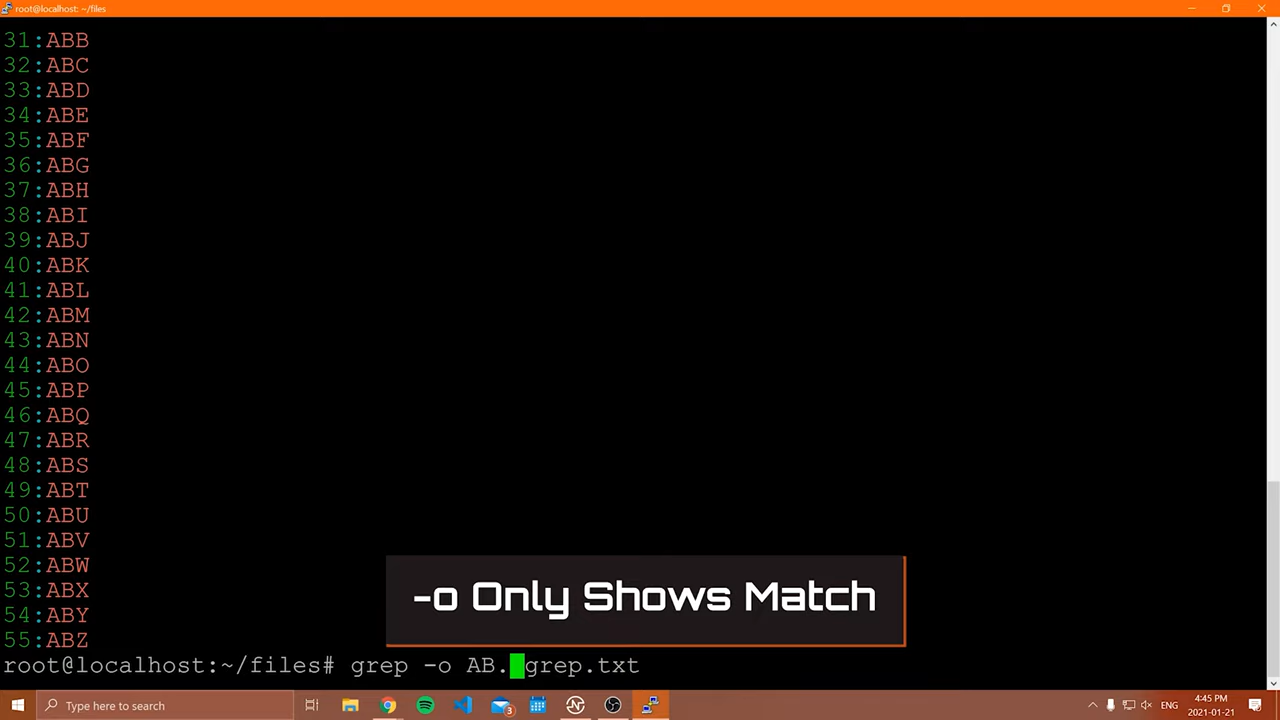 root@localhost: ~/files
31:ABB
32:ABC
33:ABD
34:ABE
35:ABF
36:ABG
37:ABH
38:ABI
39:ABJ
40:ABK
41:ABL
42:ABM
43:ABN
44:ABO
45:ABP
46:ABQ
47:ABR
48:ABS
49:ABT
50:ABU
51:ABV
52:ABW
53:ABX
54:ABY
55:ABZ
-o Only Shows Match
root@localhost:~/files# grep -o AB. grep.txt
Type here to search
3
ENG
4:45 PM
2021-01-21